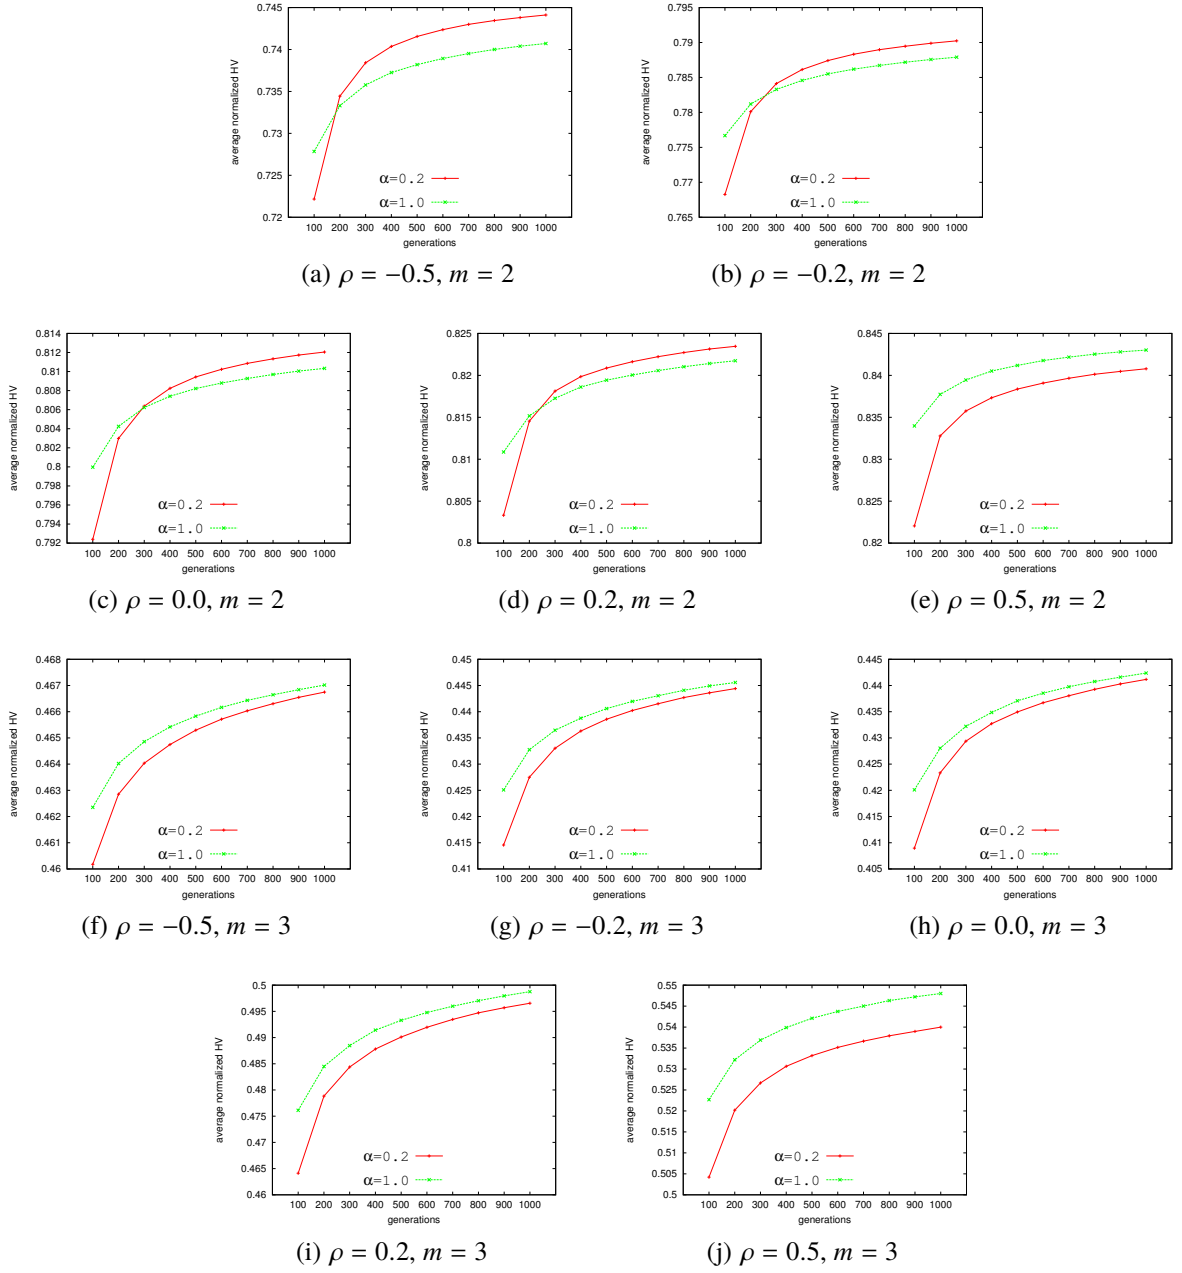 0.745
0.74
0.735
0.73
0.725
0.72
average normalized HV
α=0.2
α=1.0
100 200 300 400 500 600 700 800 900 1000
generations
(a) ρ = −0.5, m = 2
0.795
0.79
0.785
0.78
0.775
0.77
0.765
average normalized HV
α=0.2
α=1.0
100 200 300 400 500 600 700 800 900 1000
generations
(b) ρ = −0.2, m = 2
0.814
0.812
0.81
0.808
0.806
0.804
0.802
0.8
0.798
0.796
0.794
0.792
average normalized HV
α=0.2
α=1.0
100 200 300 400 500 600 700 800 900 1000
generations
(c) ρ = 0.0, m = 2
0.825
0.82
0.815
0.81
0.805
0.8
average normalized HV
α=0.2
α=1.0
100 200 300 400 500 600 700 800 900 1000
generations
(d) ρ = 0.2, m = 2
0.845
0.84
0.835
0.83
0.825
0.82
average normalized HV
α=0.2
α=1.0
100 200 300 400 500 600 700 800 900 1000
generations
(e) ρ = 0.5, m = 2
0.468
0.467
0.466
0.465
0.464
0.463
0.462
0.461
0.46
average normalized HV
α=0.2
α=1.0
100 200 300 400 500 600 700 800 900 1000
generations
(f) ρ = −0.5, m = 3
0.45
0.445
0.44
0.435
0.43
0.425
0.42
0.415
0.41
average normalized HV
α=0.2
α=1.0
100 200 300 400 500 600 700 800 900 1000
generations
(g) ρ = −0.2, m = 3
0.445
0.44
0.435
0.43
0.425
0.42
0.415
0.41
0.405
average normalized HV
α=0.2
α=1.0
100 200 300 400 500 600 700 800 900 1000
generations
(h) ρ = 0.0, m = 3
0.5
0.495
0.49
0.485
0.48
0.475
0.47
0.465
0.46
average normalized HV
α=0.2
α=1.0
100 200 300 400 500 600 700 800 900 1000
generations
(i) ρ = 0.2, m = 3
0.55
0.545
0.54
0.535
0.53
0.525
0.52
0.515
0.51
0.505
0.5
average normalized HV
α=0.2
α=1.0
100 200 300 400 500 600 700 800 900 1000
generations
(j) ρ = 0.5, m = 3